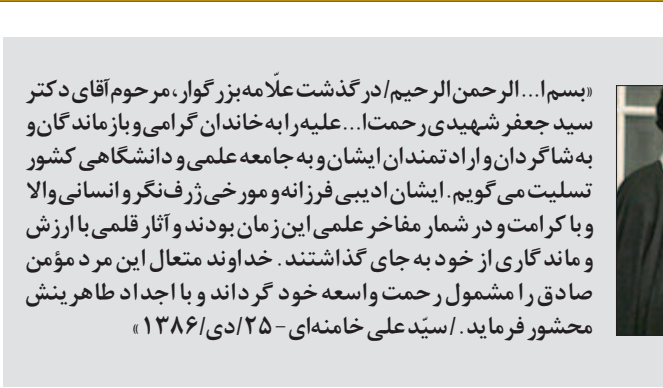 «بسم‌ا... الرحمن الرحیم/ در گذشت علّامه بزرگوار، مرحوم آقای دکتر
سید جعفر شهیدی رحمت‌ا... علیه را به خاندان گرامی و بازماندگان و
به شاگردان و ارادتمندان ایشان و به جامعه علمی و دانشگاهی کشور
تسلیت می‌گویم. ایشان ادیبی فرزانه و مورخی ژرف‌نگر و انسانی والا
و با کرامت و در شمار مفاخر علمی این زمان بودند و آثار قلمی با ارزش
و ماندگاری از خود به جای گذاشتند. خداوند متعال این مرد مؤمن
صادق را مشمول رحمت واسعه خود گرداند و با اجداد طاهرینش
محشور فرماید. / سیّدعلی خامنه‌ای - ۲۵/دی/۱۳۸۶»